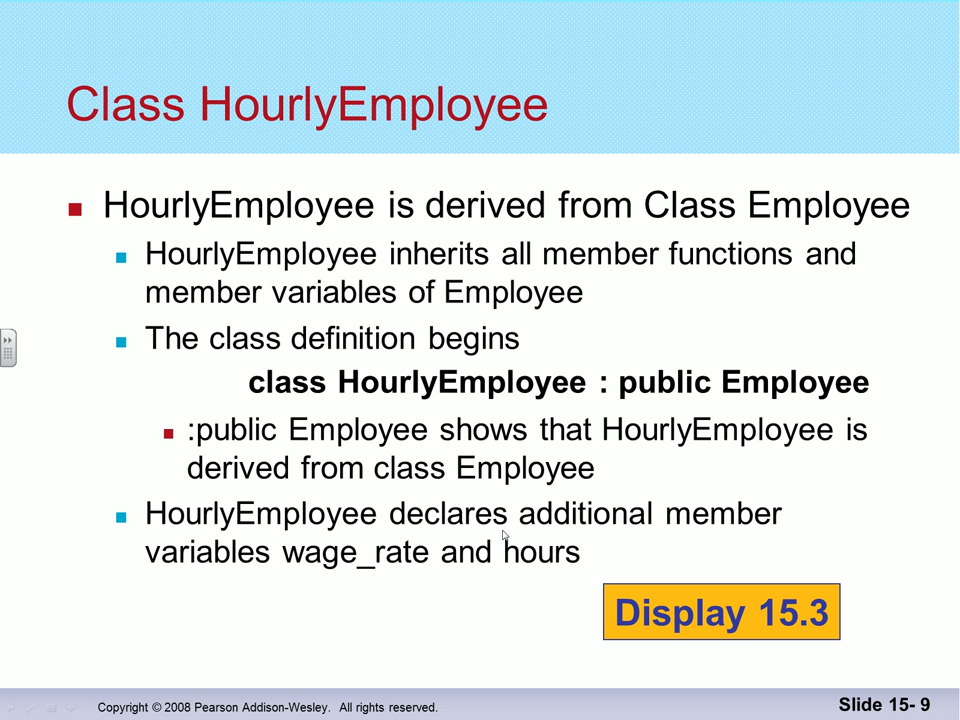 Class HourlyEmployee
HourlyEmployee is derived from Class Employee
HourlyEmployee inherits all member functions and
member variables of Employee
The class definition begins
class HourlyEmployee : public Employee
:public Employee shows that HourlyEmployee is
derived from class Employee
HourlyEmployee declares additional member
variables wage_rate and hours
Display 15.3
Copyright © 2008 Pearson Addison-Wesley. All rights reserved.
Slide 15- 9